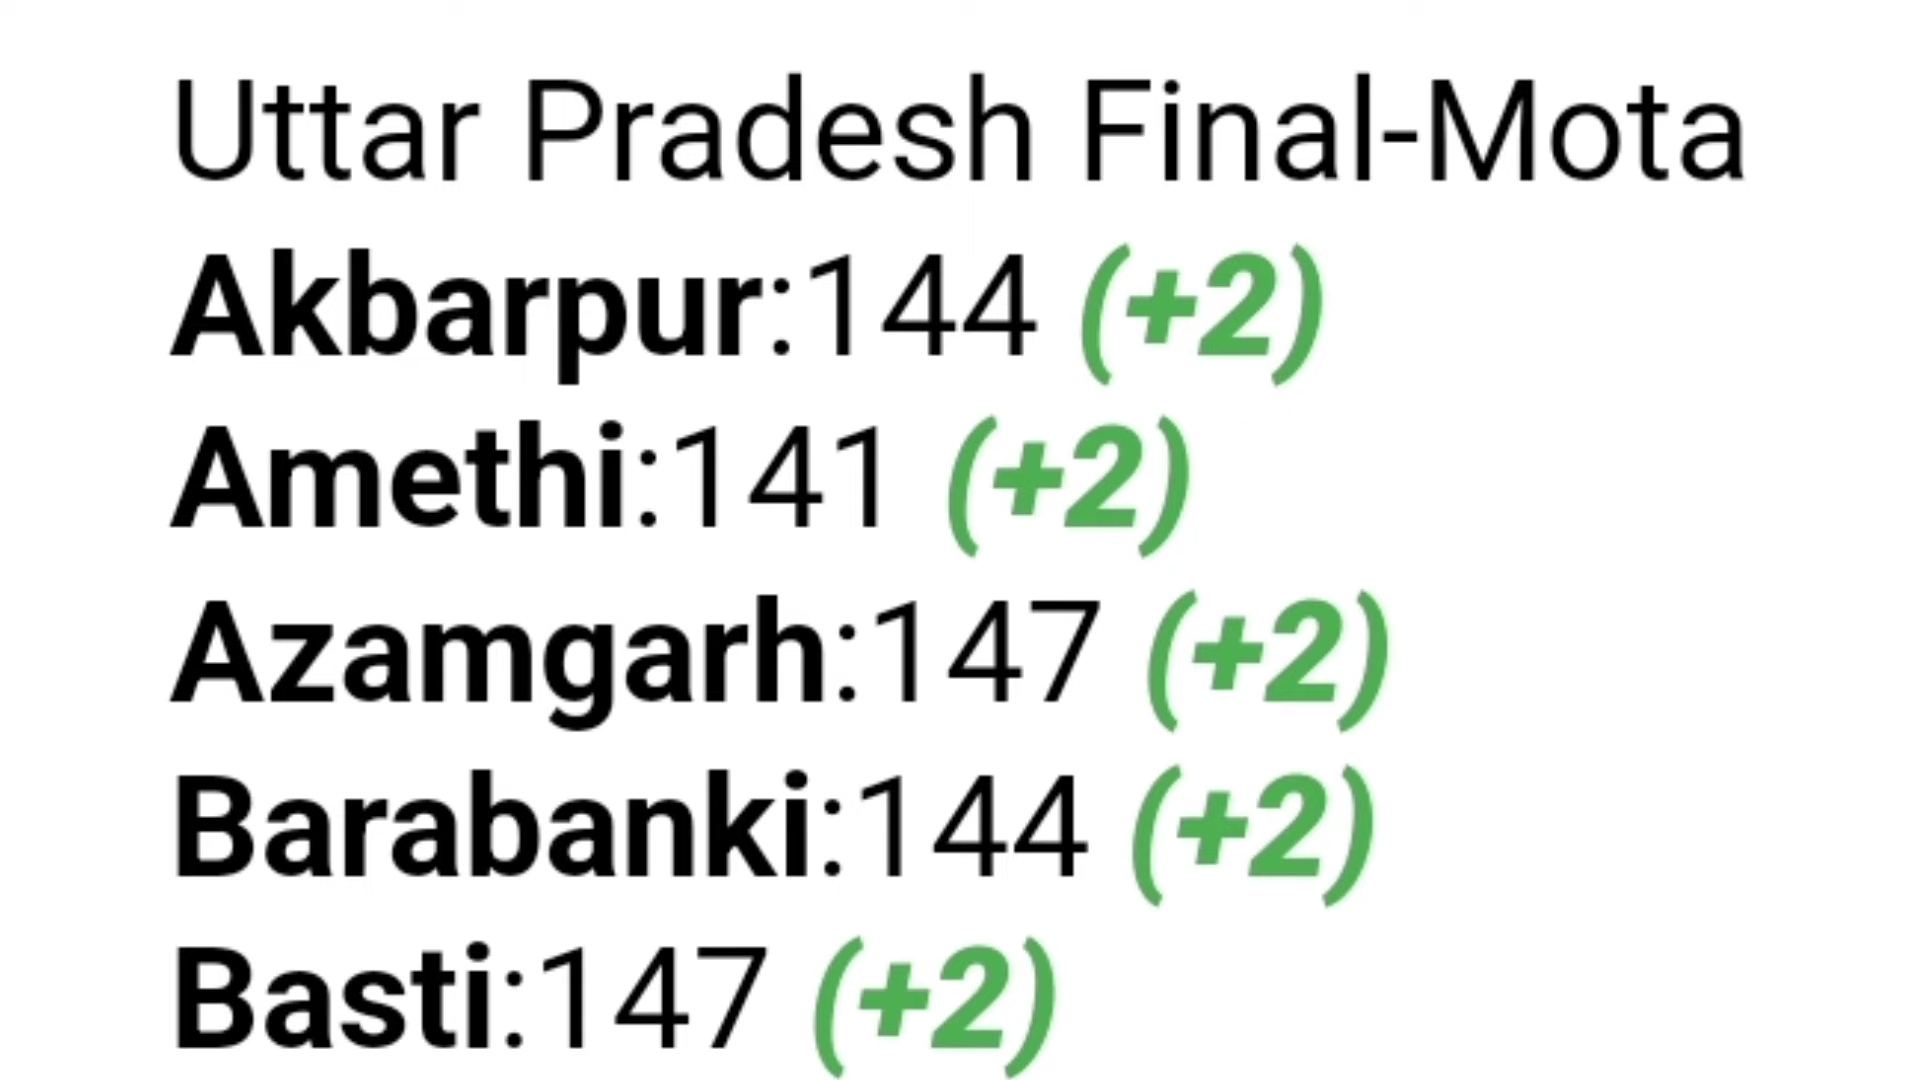 Uttar Pradesh Final-Mota
Akbarpur:144 (+2)
Amethi:141 (+2)
Azamgarh:147 (+2)
Barabanki:144 (+2)
Basti:147 (+2)